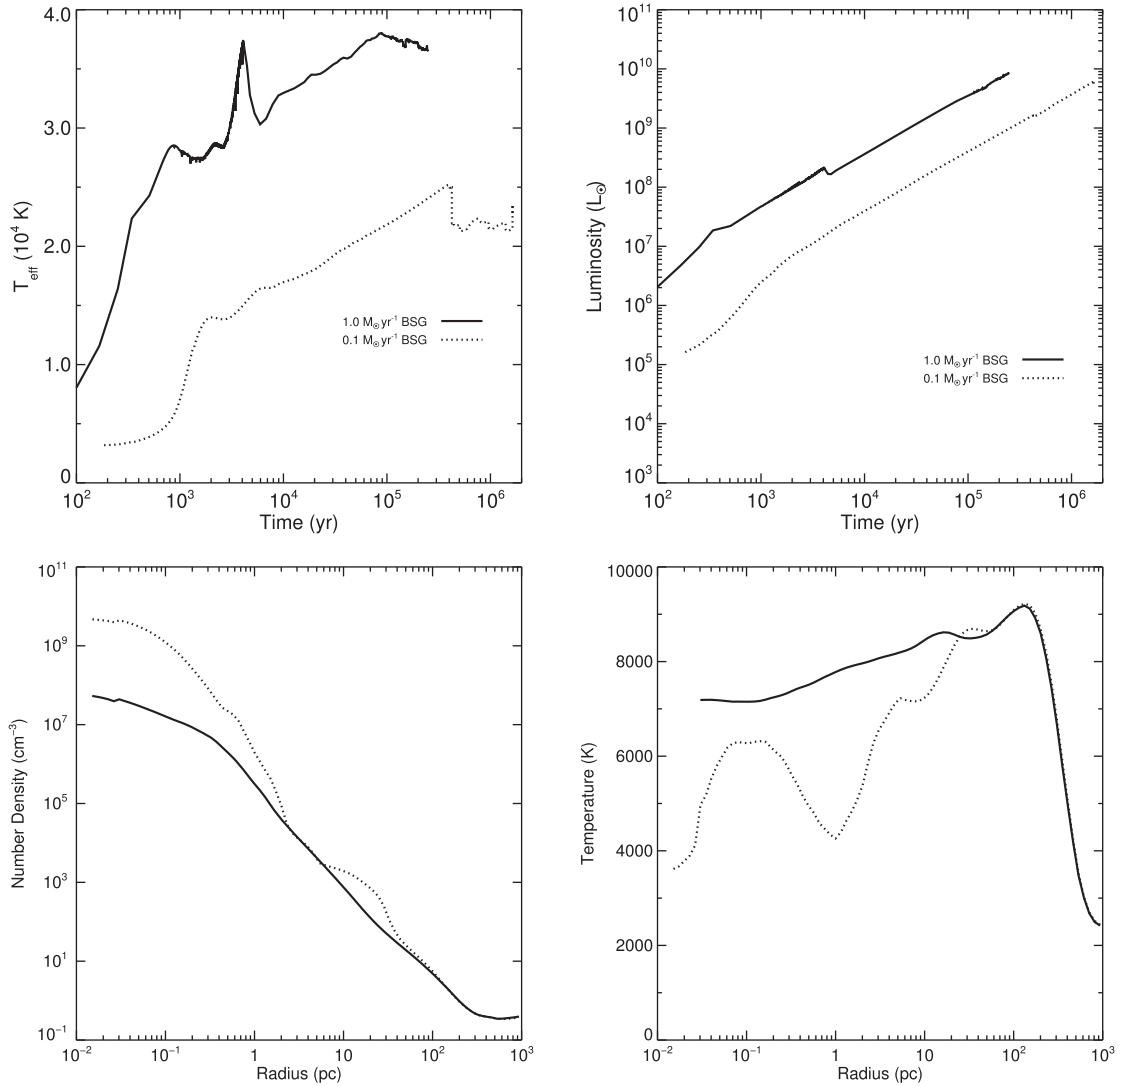 4.0
3.0
2.0
1.0
0
T_eff (10^4 K)
1.0 M_⊙ yr^-1 BSG
0.1 M_⊙ yr^-1 BSG
10^2 10^3 10^4 10^5 10^6
Time (yr)
10^11
10^10
10^9
10^8
10^7
10^6
10^5
10^4
10^3
Luminosity (L_⊙)
1.0 M_⊙ yr^-1 BSG
0.1 M_⊙ yr^-1 BSG
10^2 10^3 10^4 10^5 10^6
Time (yr)
10^11
10^9
10^7
10^5
10^3
10^1
10^-1
Number Density (cm^-3)
10^-2 10^-1 1 10 10^2 10^3
Radius (pc)
10000
8000
6000
4000
2000
0
Temperature (K)
10^-2 10^-1 1 10 10^2 10^3
Radius (pc)